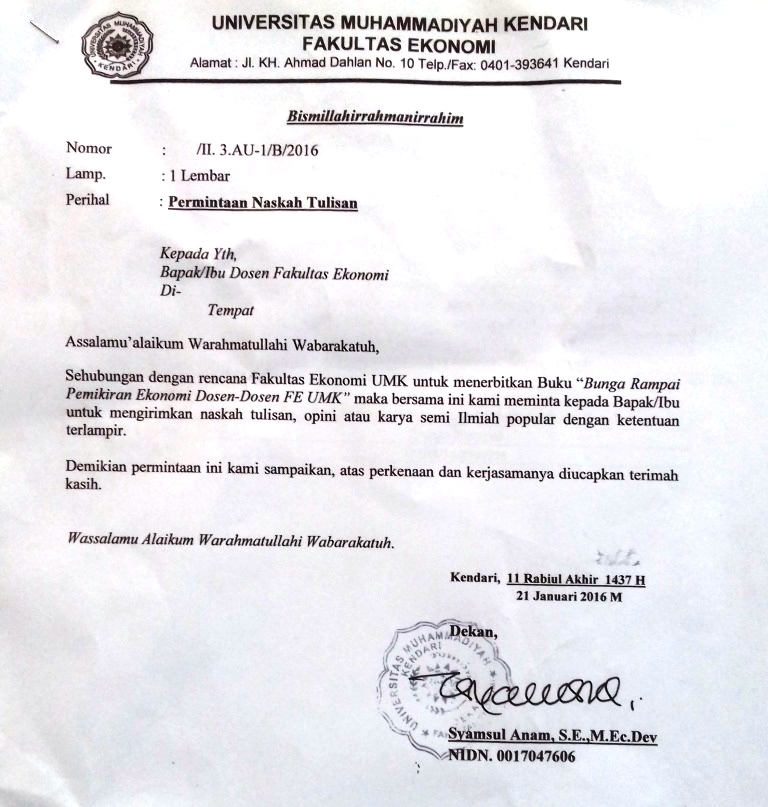 UNIVERSITAS MUHAMMADIYAH KENDARI
FAKULTAS EKONOMI
Alamat : Jl. KH. Ahmad Dahlan No. 10 Telp./Fax: 0401-393641 Kendari
Bismillahirrahmanirrahim
Nomor : /II. 3.AU-1/B/2016
Lamp. : 1 Lembar
Perihal : Permintaan Naskah Tulisan
Kepada Yth,
Bapak/Ibu Dosen Fakultas Ekonomi
Di-
Tempat
Assalamu'alaikum Warahmatullahi Wabarakatuh,
Sehubungan dengan rencana Fakultas Ekonomi UMK untuk menerbitkan Buku “Bunga Rampai
Pemikiran Ekonomi Dosen-Dosen FE UMK” maka bersama ini kami meminta kepada Bapak/Ibu
untuk mengirimkan naskah tulisan, opini atau karya semi Ilmiah popular dengan ketentuan
terlampir.
Demikian permintaan ini kami sampaikan, atas perkenaan dan kerjasamanya diucapkan terimah
kasih.
Wassalamu Alaikum Warahmatullahi Wabarakatuh.
Kendari, 11 Rabiul Akhir 1437 H
21 Januari 2016 M
Dekan,
UNIVERSITAS MUHAMMADIYAH
KENDARI
Syamsul Anam, S.E.,M.Ec.Dev
NIDN. 0017047606